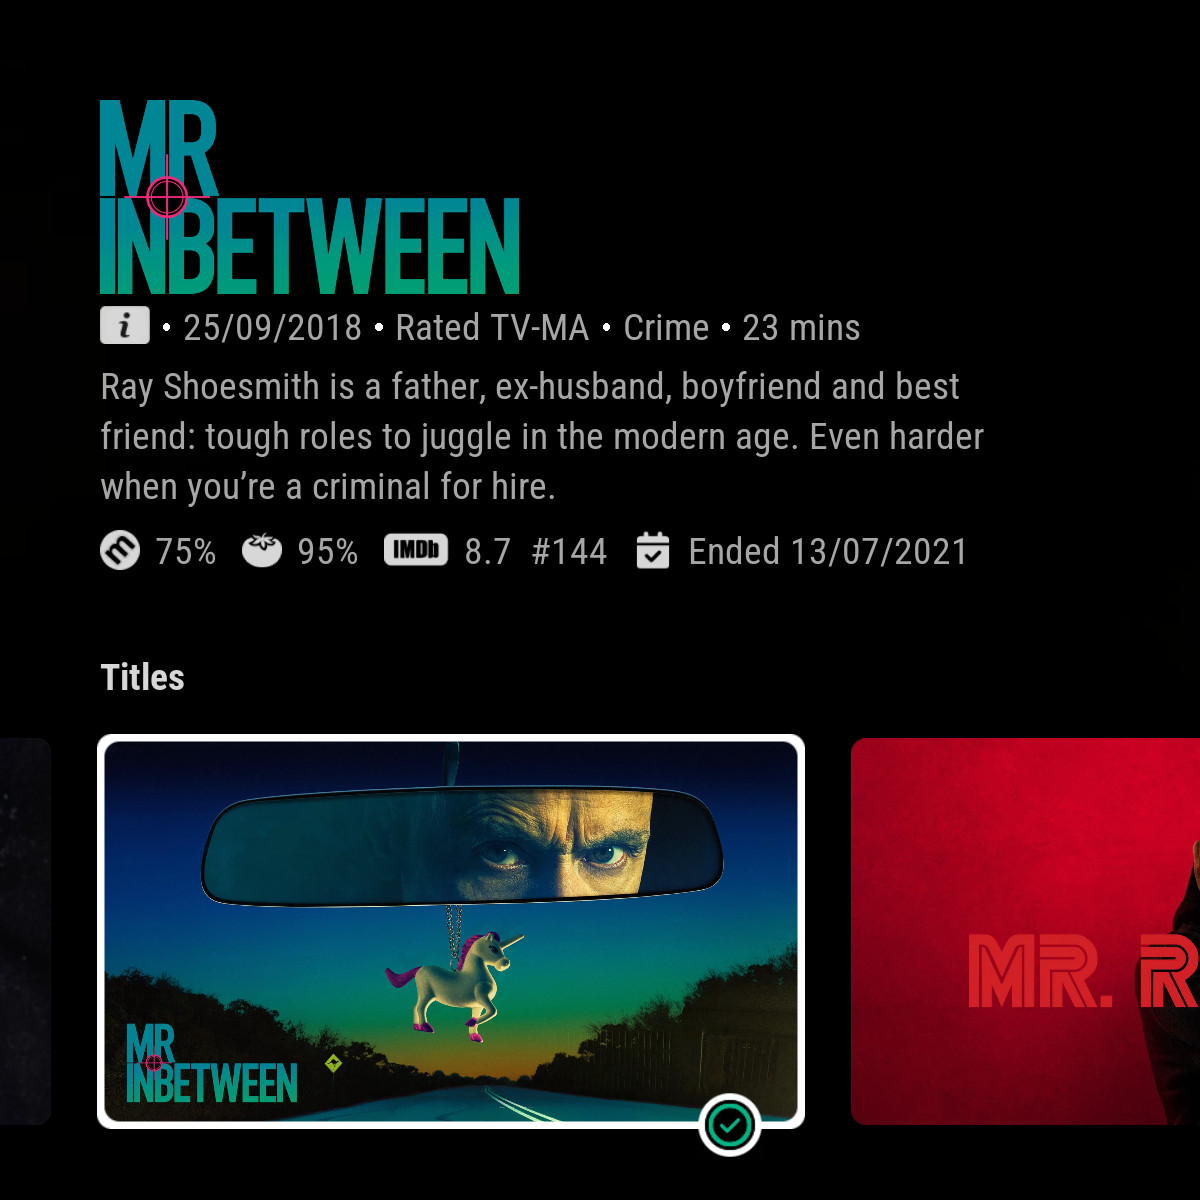 MR
INBETWEEN
i • 25/09/2018 • Rated TV-MA • Crime • 23 mins
Ray Shoesmith is a father, ex-husband, boyfriend and best
friend: tough roles to juggle in the modern age. Even harder
when you’re a criminal for hire.
m 75% 95% IMDb 8.7 #144 Ended 13/07/2021
Titles
MR
INBETWEEN
MR. R